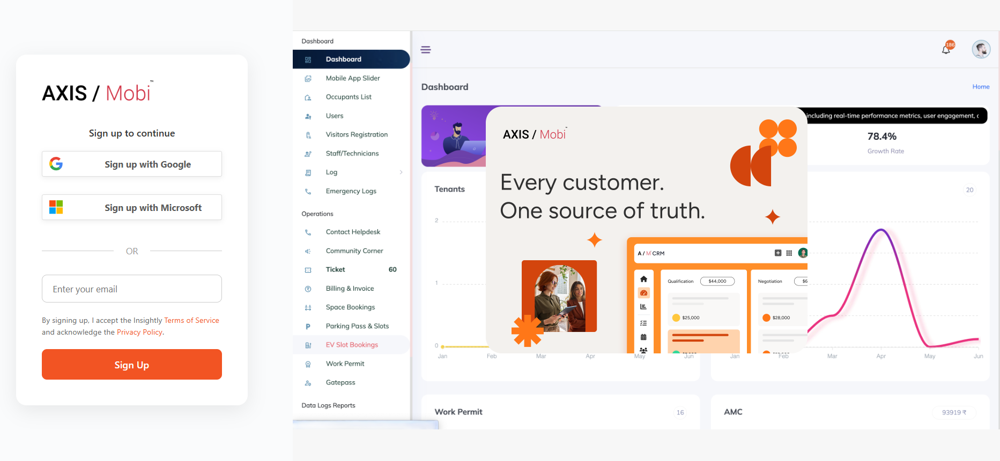 AXIS / Mobi™
Sign up to continue
Sign up with Google
Sign up with Microsoft
OR
Enter your email
By signing up, I accept the Insightly Terms of Service
and acknowledge the Privacy Policy.
Sign Up
Dashboard
Dashboard
Mobile App Slider
Occupants List
Users
Visitors Registration
Staff/Technicians
Log
Emergency Logs
Operations
Contact Helpdesk
Community Corner
Ticket 60
Billing & Invoice
Space Bookings
Parking Pass & Slots
EV Slot Bookings
Work Permit
Gatepass
Data Logs Reports
186
Dashboard
Home
including real-time performance metrics, user engagement,
78.4%
Growth Rate
Tenants
20
2
1
0
Jan Feb Mar Apr May Jun
Jan Feb Mar Apr May Jun
AXIS / Mobi™
Every customer.
One source of truth.
A / M CRM
Qualification $44,000
Negotiation $6
$25,000
$28,000
Work Permit
16
AMC
93919 ₹